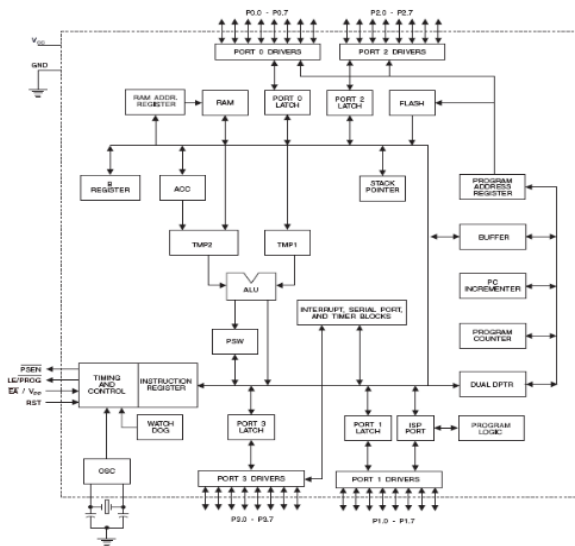 P0.0 - P0.7
P2.0 - P2.7
VCC
PORT 0 DRIVERS
PORT 2 DRIVERS
GND
RAM ADDR.
REGISTER
RAM
PORT 0
LATCH
PORT 2
LATCH
FLASH
B
REGISTER
ACC
STACK
POINTER
PROGRAM
ADDRESS
REGISTER
BUFFER
TMP2
TMP1
ALU
PC
INCREMENTER
INTERRUPT, SERIAL PORT,
AND TIMER BLOCKS
PSW
PROGRAM
COUNTER
PSEN
LE/PROG
EA / VPP
RST
TIMING
AND
CONTROL
INSTRUCTION
REGISTER
DUAL DPTR
WATCH
DOG
PORT 3
LATCH
PORT 1
LATCH
ISP
PORT
PROGRAM
LOGIC
OSC
PORT 3 DRIVERS
PORT 1 DRIVERS
P2.0 - P3.7
P1.0 - P1.7